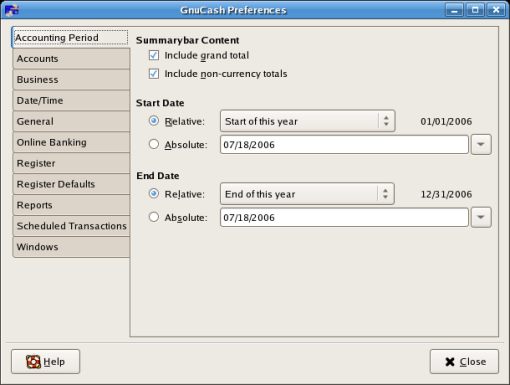 GnuCash Preferences
Accounting Period
Accounts
Business
Date/Time
General
Online Banking
Register
Register Defaults
Reports
Scheduled Transactions
Windows
Summarybar Content
Include grand total
Include non-currency totals
Start Date
Relative: Start of this year 01/01/2006
Absolute: 07/18/2006
End Date
Relative: End of this year 12/31/2006
Absolute: 07/18/2006
Help
Close